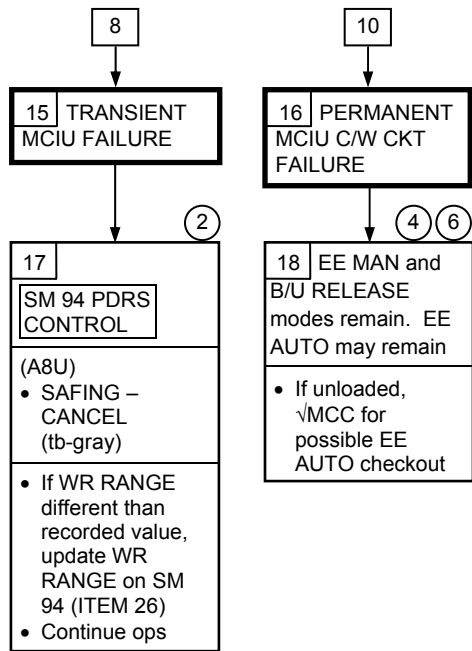 8
15 TRANSIENT
MCIU FAILURE
2
17
SM 94 PDRS
CONTROL
(A8U)
• SAFING –
CANCEL
(tb-gray)
• If WR RANGE
different than
recorded value,
update WR
RANGE on SM
94 (ITEM 26)
• Continue ops
10
16 PERMANENT
MCIU C/W CKT
FAILURE
4 6
18 EE MAN and
B/U RELEASE
modes remain. EE
AUTO may remain
• If unloaded,
√MCC for
possible EE
AUTO checkout